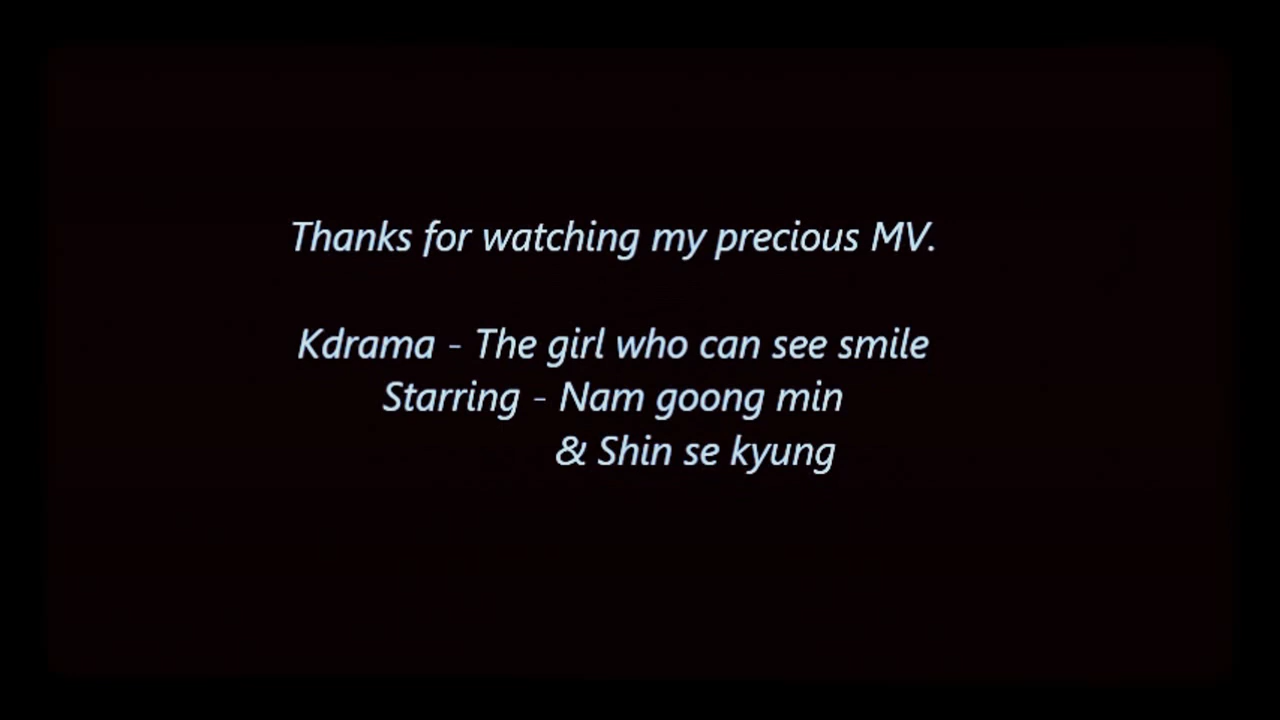 Thanks for watching my precious MV.
Kdrama - The girl who can see smile
Starring - Nam goong min
& Shin se kyung